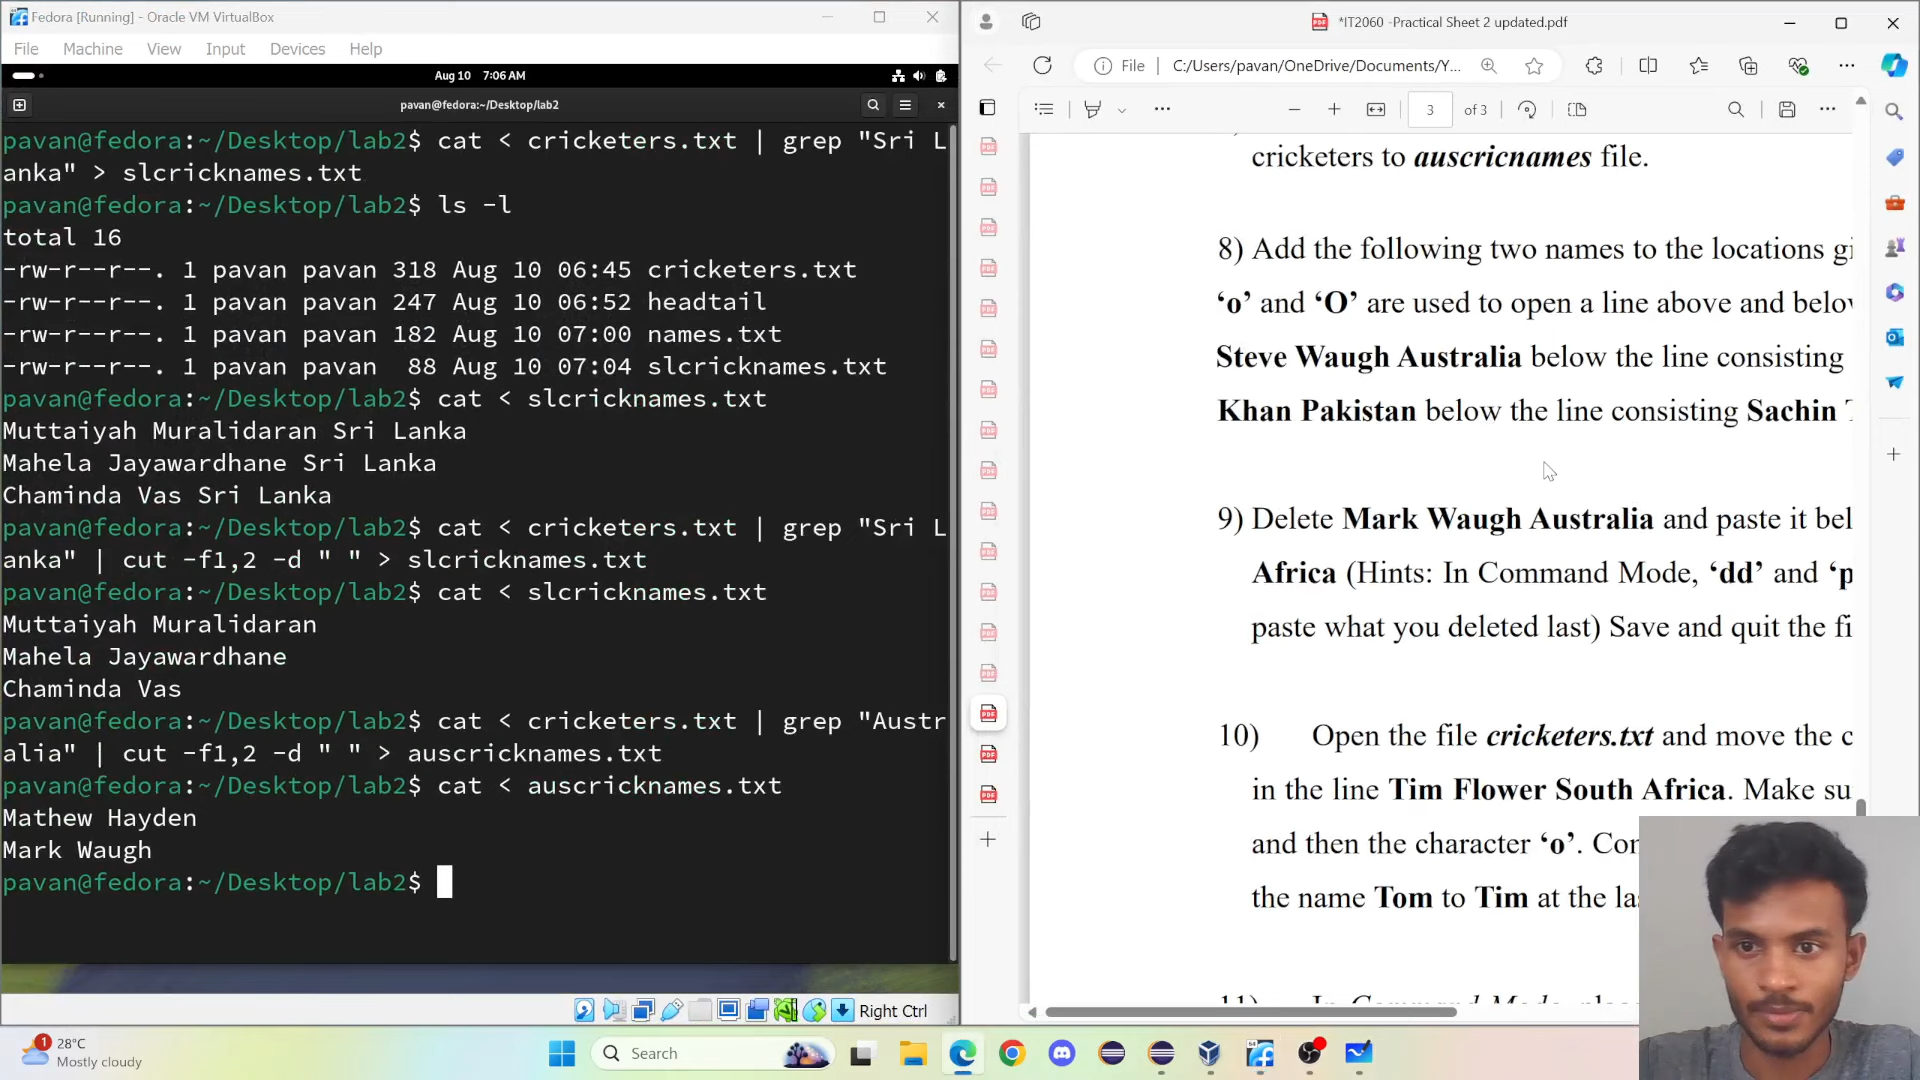 Fedora [Running] - Oracle VM VirtualBox
File Machine View Input Devices Help
Aug 10 7:06 AM
pavan@fedora:~/Desktop/lab2
pavan@fedora:~/Desktop/lab2$ cat < cricketers.txt | grep "Sri L
anka" > slcricknames.txt
pavan@fedora:~/Desktop/lab2$ ls -l
total 16
-rw-r--r--. 1 pavan pavan 318 Aug 10 06:45 cricketers.txt
-rw-r--r--. 1 pavan pavan 247 Aug 10 06:52 headtail
-rw-r--r--. 1 pavan pavan 182 Aug 10 07:00 names.txt
-rw-r--r--. 1 pavan pavan  88 Aug 10 07:04 slcricknames.txt
pavan@fedora:~/Desktop/lab2$ cat < slcricknames.txt
Muttaiyah Muralidaran Sri Lanka
Mahela Jayawardhane Sri Lanka
Chaminda Vas Sri Lanka
pavan@fedora:~/Desktop/lab2$ cat < cricketers.txt | grep "Sri L
anka" | cut -f1,2 -d " " > slcricknames.txt
pavan@fedora:~/Desktop/lab2$ cat < slcricknames.txt
Muttaiyah Muralidaran
Mahela Jayawardhane
Chaminda Vas
pavan@fedora:~/Desktop/lab2$ cat < cricketers.txt | grep "Austr
alia" | cut -f1,2 -d " " > auscricknames.txt
pavan@fedora:~/Desktop/lab2$ cat < auscricknames.txt
Mathew Hayden
Mark Waugh
pavan@fedora:~/Desktop/lab2$
Right Ctrl
*IT2060 -Practical Sheet 2 updated.pdf
File C:/Users/pavan/OneDrive/Documents/Y...
3 of 3
cricketers to auscricnames file.
8) Add the following two names to the locations gi
‘o’ and ‘O’ are used to open a line above and below
Steve Waugh Australia below the line consisting
Khan Pakistan below the line consisting Sachin T
9) Delete Mark Waugh Australia and paste it bel
Africa (Hints: In Command Mode, ‘dd’ and ‘p
paste what you deleted last) Save and quit the fi
10) Open the file cricketers.txt and move the c
in the line Tim Flower South Africa. Make su
and then the character ‘o’. Con
the name Tom to Tim at the las
11) In Command Mode, plac
1
28°C
Mostly cloudy
Search